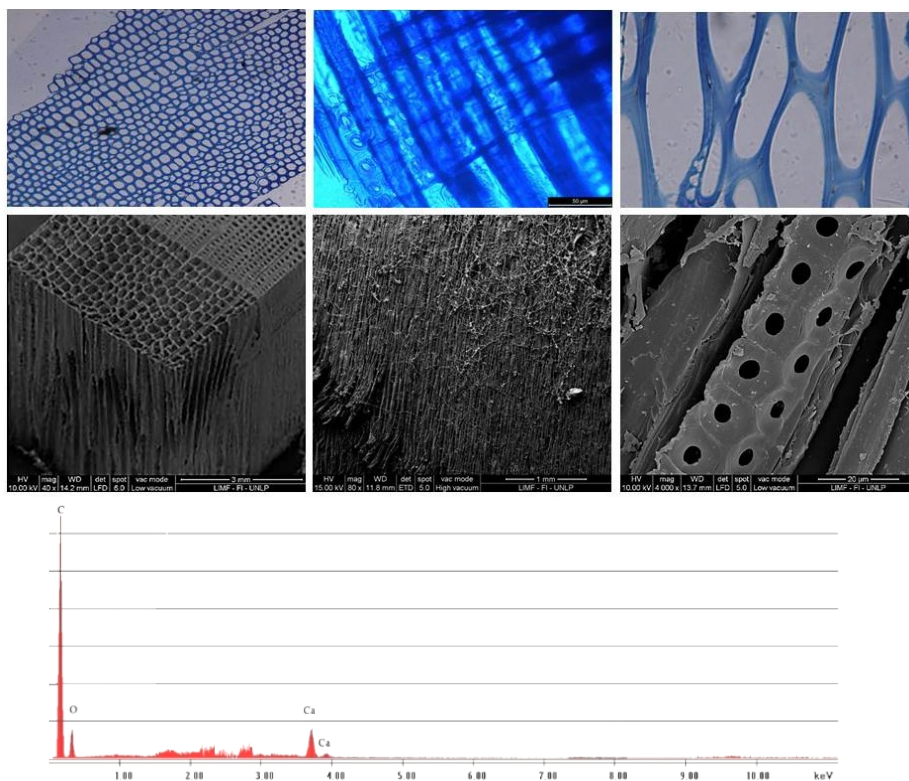 50 µm
HV mag WD det spot vac mode 3 mm
10.00 kV 40 x 14.2 mm LFD 6.0 Low vacuum LIMF - FI - UNLP
HV mag WD det spot vac mode 1 mm
15.00 kV 80 x 11.8 mm ETD 5.0 High vacuum LIMF - FI - UNLP
HV mag WD det spot vac mode 20 µm
10.00 kV 4 000 x 13.7 mm LFD 5.0 Low vacuum LIMF - FI - UNLP
C
O
Ca
Ca
1.00 2.00 3.00 4.00 5.00 6.00 7.00 8.00 9.00 10.00 keV